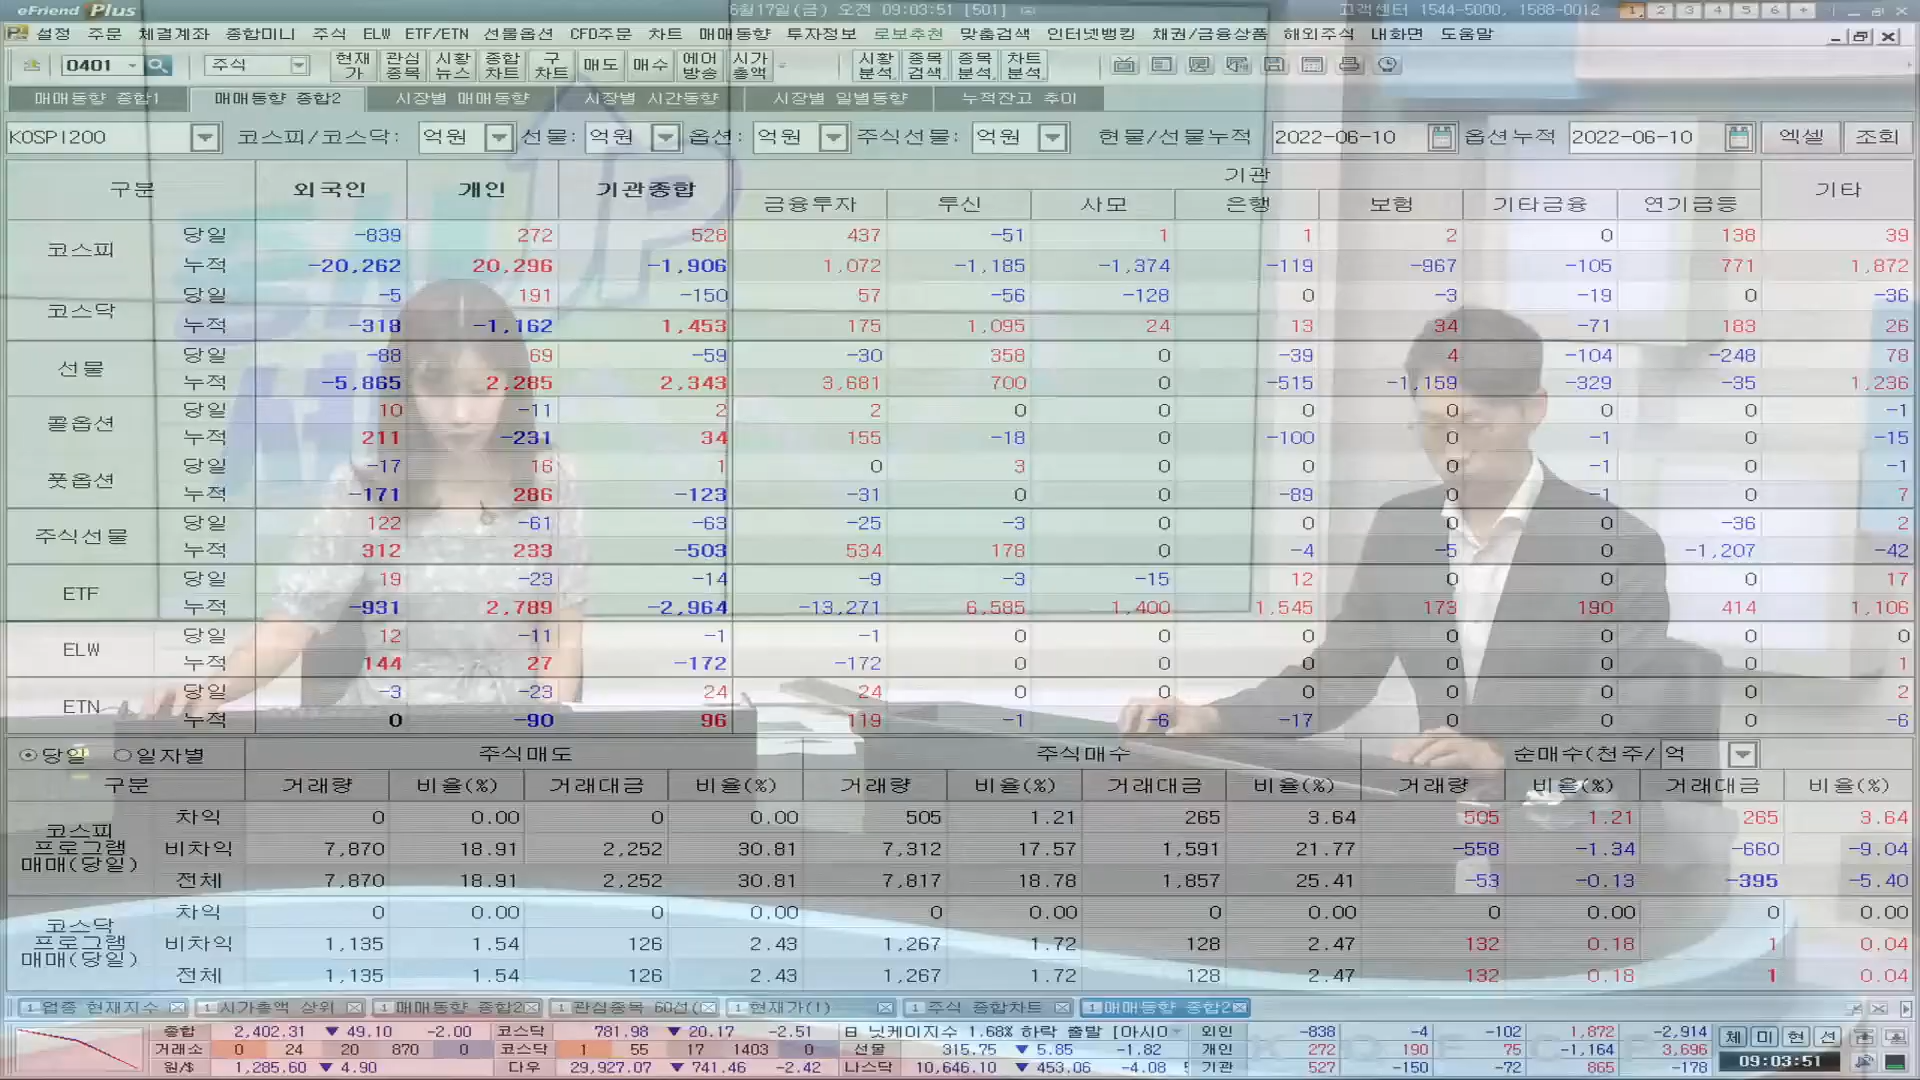 eFriend Plus 6월17일(금) 오전 09:03:51 [501] 고객센터 1544-5000, 1588-0012 1 2 3 4 5 6 +
설정 주문 체결계좌 종합미니 주식 ELW ETF/ETN 선물옵션 CFD주문 차트 매매동향 투자정보 로보추천 맞춤검색 인터넷뱅킹 채권/금융상품 해외주식 내화면 도움말
0401 주식 현재가 관심종목 시황뉴스 종합차트 구차트 매도 매수 에어방송 시가총액 시황분석 종목검색 종목분석 차트분석
매매동향 종합1 매매동향 종합2 시장별 매매동향 시장별 시간동향 시장별 일별동향 누적잔고 추이
KOSPI200 코스피/코스닥: 억원 선물: 억원 옵션: 억원 주식선물: 억원 현물/선물누적 2022-06-10 옵션누적 2022-06-10 엑셀 조회
구분 외국인 개인 기관종합 기관 기타
금융투자 투신 사모 은행 보험 기타금융 연기금등
코스피 당일 -839 272 528 437 -51 1 1 2 0 138 39
누적 -20,262 20,296 -1,906 1,072 -1,185 -1,374 -119 -967 -105 771 1,872
코스닥 당일 -5 191 -150 57 -56 -128 0 -3 -19 0 -36
누적 -318 -1,162 1,453 175 1,095 24 13 34 -71 183 26
선물 당일 -88 69 -59 -30 358 0 -39 4 -104 -248 78
누적 -5,865 2,285 2,343 3,681 700 0 -515 -1,159 -329 -35 1,236
콜옵션 당일 10 -11 2 2 0 0 0 0 0 0 -1
누적 211 -231 34 155 -18 0 -100 0 -1 0 -15
풋옵션 당일 -17 16 1 0 3 0 0 0 -1 0 -1
누적 -171 286 -123 -31 0 0 -89 0 -1 0 7
주식선물 당일 122 -61 -63 -25 -3 0 0 0 0 -36 2
누적 312 233 -503 534 178 0 -4 -5 0 -1,207 -42
ETF 당일 19 -23 -14 -9 -3 -15 12 0 0 0 17
누적 -931 2,789 -2,964 -13,271 6,585 1,400 1,545 173 190 414 1,106
ELW 당일 12 -11 -1 -1 0 0 0 0 0 0 0
누적 144 27 -172 -172 0 0 0 0 0 0 1
ETN 당일 -3 -23 24 24 0 0 0 0 0 0 2
누적 0 -90 96 119 -1 -6 -17 0 0 0 -6
당일 일자별 주식매도 주식매수 순매수(천주/ 억
구분 거래량 비율(%) 거래대금 비율(%) 거래량 비율(%) 거래대금 비율(%) 거래량 비율(%) 거래대금 비율(%)
코스피 프로그램 매매(당일) 차익 0 0.00 0 0.00 505 1.21 265 3.64 505 1.21 265 3.64
비차익 7,870 18.91 2,252 30.81 7,312 17.57 1,591 21.77 -558 -1.34 -660 -9.04
전체 7,870 18.91 2,252 30.81 7,817 18.78 1,857 25.41 -53 -0.13 -395 -5.40
코스닥 프로그램 매매(당일) 차익 0 0.00 0 0.00 0 0.00 0 0.00 0 0.00 0 0.00
비차익 1,135 1.54 126 2.43 1,267 1.72 128 2.47 132 0.18 1 0.04
전체 1,135 1.54 126 2.43 1,267 1.72 128 2.47 132 0.18 1 0.04
1 업종 현재지수 1 시가총액 상위 1 매매동향 종합2 1 관심종목 60선( 1 현재가(1) 1 주식 종합차트 1 매매동향 종합2
종합 2,402.31 ▼ 49.10 -2.00 코스닥 781.98 ▼ 20.17 -2.51 닛케이지수 1.68% 하락 출발 [아시아 외인 -838 -4 -102 1,872 -2,914 체 미 현 선
거래소 0 24 20 870 0 코스닥 1 55 17 1403 0 선물 315.75 ▼ 5.85 -1.82 개인 272 190 75 -1,164 3,696
원/$ 1,285.60 ▼ 4.90 다우 29,927.07 ▼ 741.46 -2.42 나스닥 10,646.10 ▼ 453.06 -4.08 기관 527 -150 -72 865 -178 09:03:51